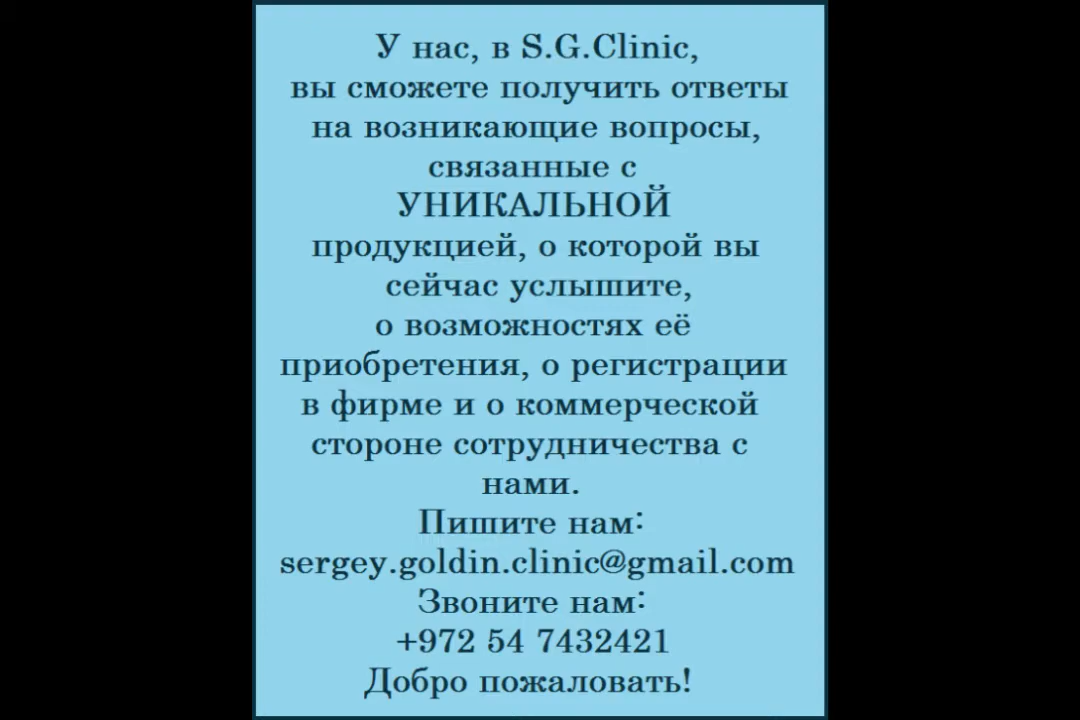 У нас, в S.G.Clinic,
вы сможете получить ответы
на возникающие вопросы,
связанные с
УНИКАЛЬНОЙ
продукцией, о которой вы
сейчас услышите,
о возможностях её
приобретения, о регистрации
в фирме и о коммерческой
стороне сотрудничества с
нами.
Пишите нам:
sergey.goldin.clinic@gmail.com
Звоните нам:
+972 54 7432421
Добро пожаловать!